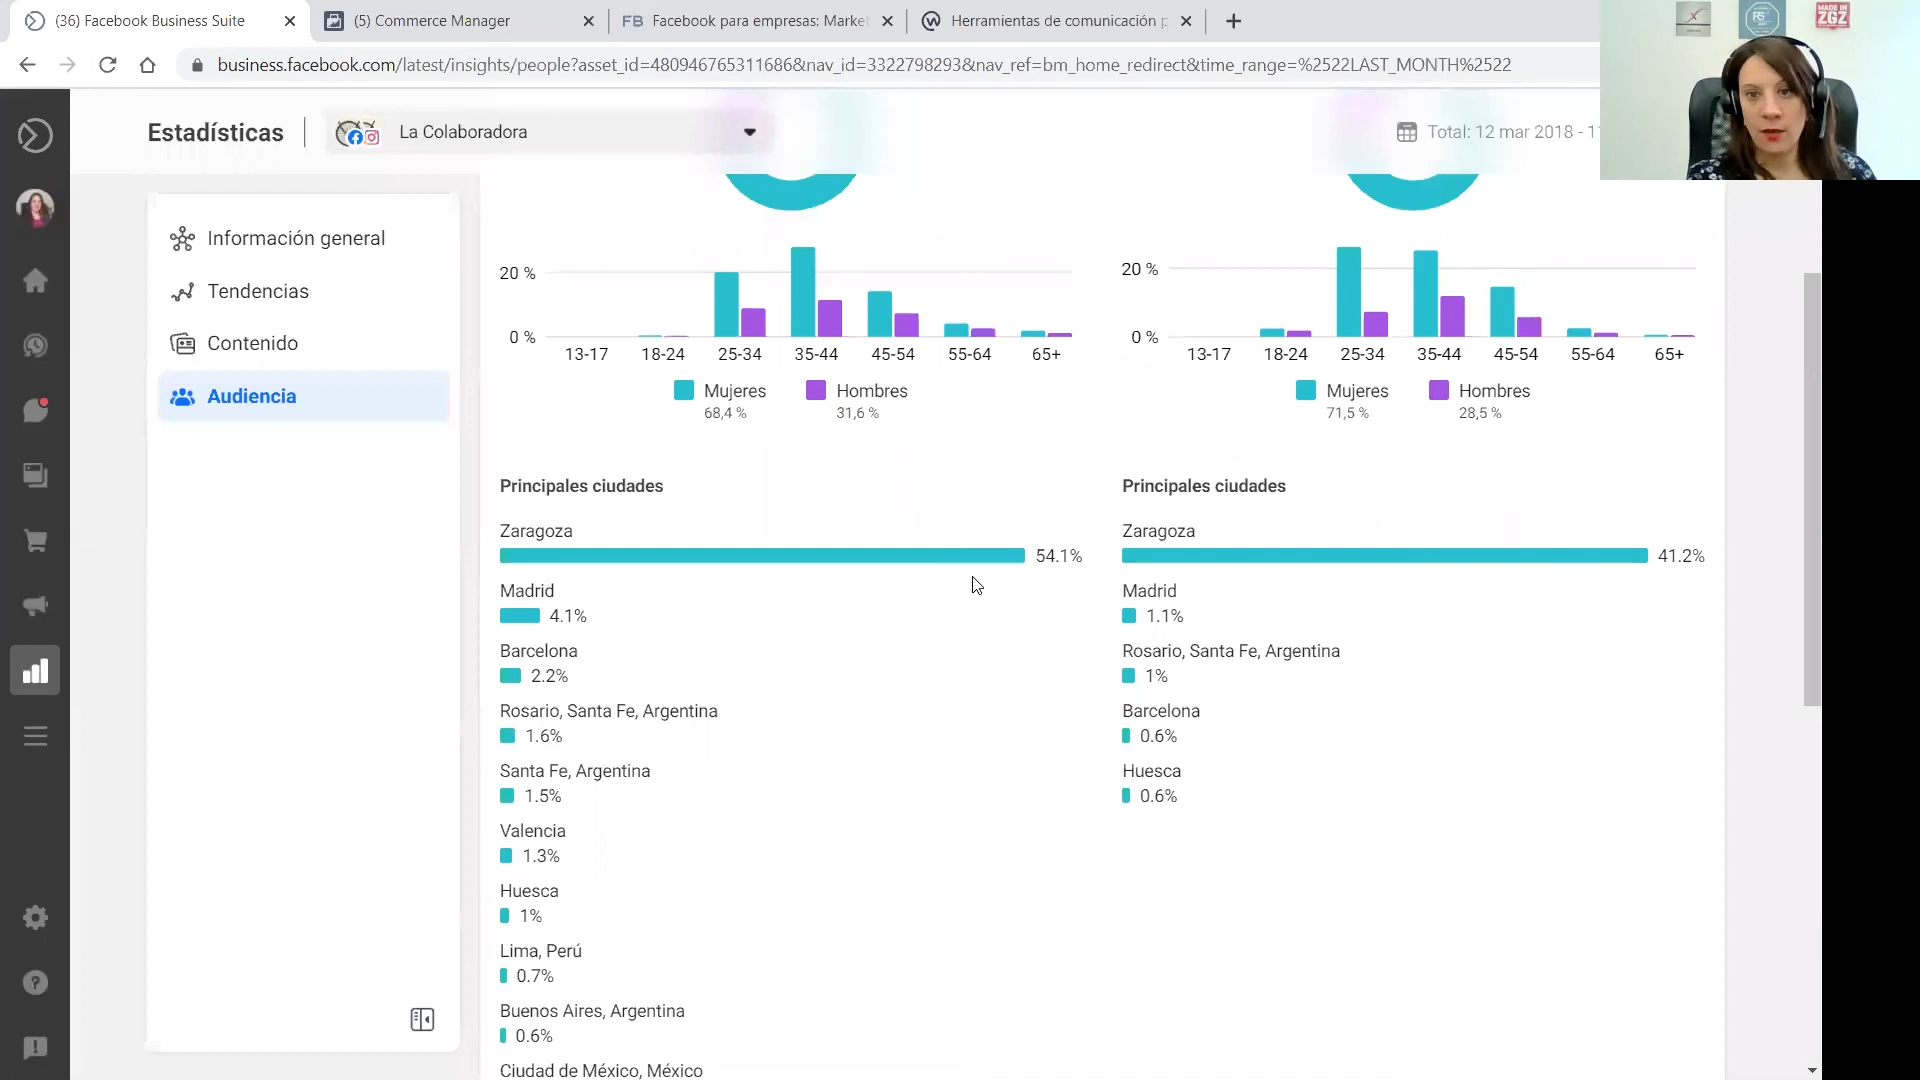 (36) Facebook Business Suite
(5) Commerce Manager
FB Facebook para empresas: Marke
Herramientas de comunicación p
business.facebook.com/latest/insights/people?asset_id=4809467653111686&nav_id=3322798293&nav_ref=bm_home_redirect&time_range=%2522LAST_MONTH%2522
RS
MADE IN
ZGZ
Estadísticas
La Colaboradora
Total: 12 mar 2018 - 1
Información general
Tendencias
Contenido
Audiencia
20 %
0 %
13-17 18-24 25-34 35-44 45-54 55-64 65+
Mujeres
68,4 %
Hombres
31,6 %
20 %
0 %
13-17 18-24 25-34 35-44 45-54 55-64 65+
Mujeres
71,5 %
Hombres
28,5 %
Principales ciudades
Zaragoza
54.1%
Madrid
4.1%
Barcelona
2.2%
Rosario, Santa Fe, Argentina
1.6%
Santa Fe, Argentina
1.5%
Valencia
1.3%
Huesca
1%
Lima, Perú
0.7%
Buenos Aires, Argentina
0.6%
Ciudad de México, México
Principales ciudades
Zaragoza
41.2%
Madrid
1.1%
Rosario, Santa Fe, Argentina
1%
Barcelona
0.6%
Huesca
0.6%